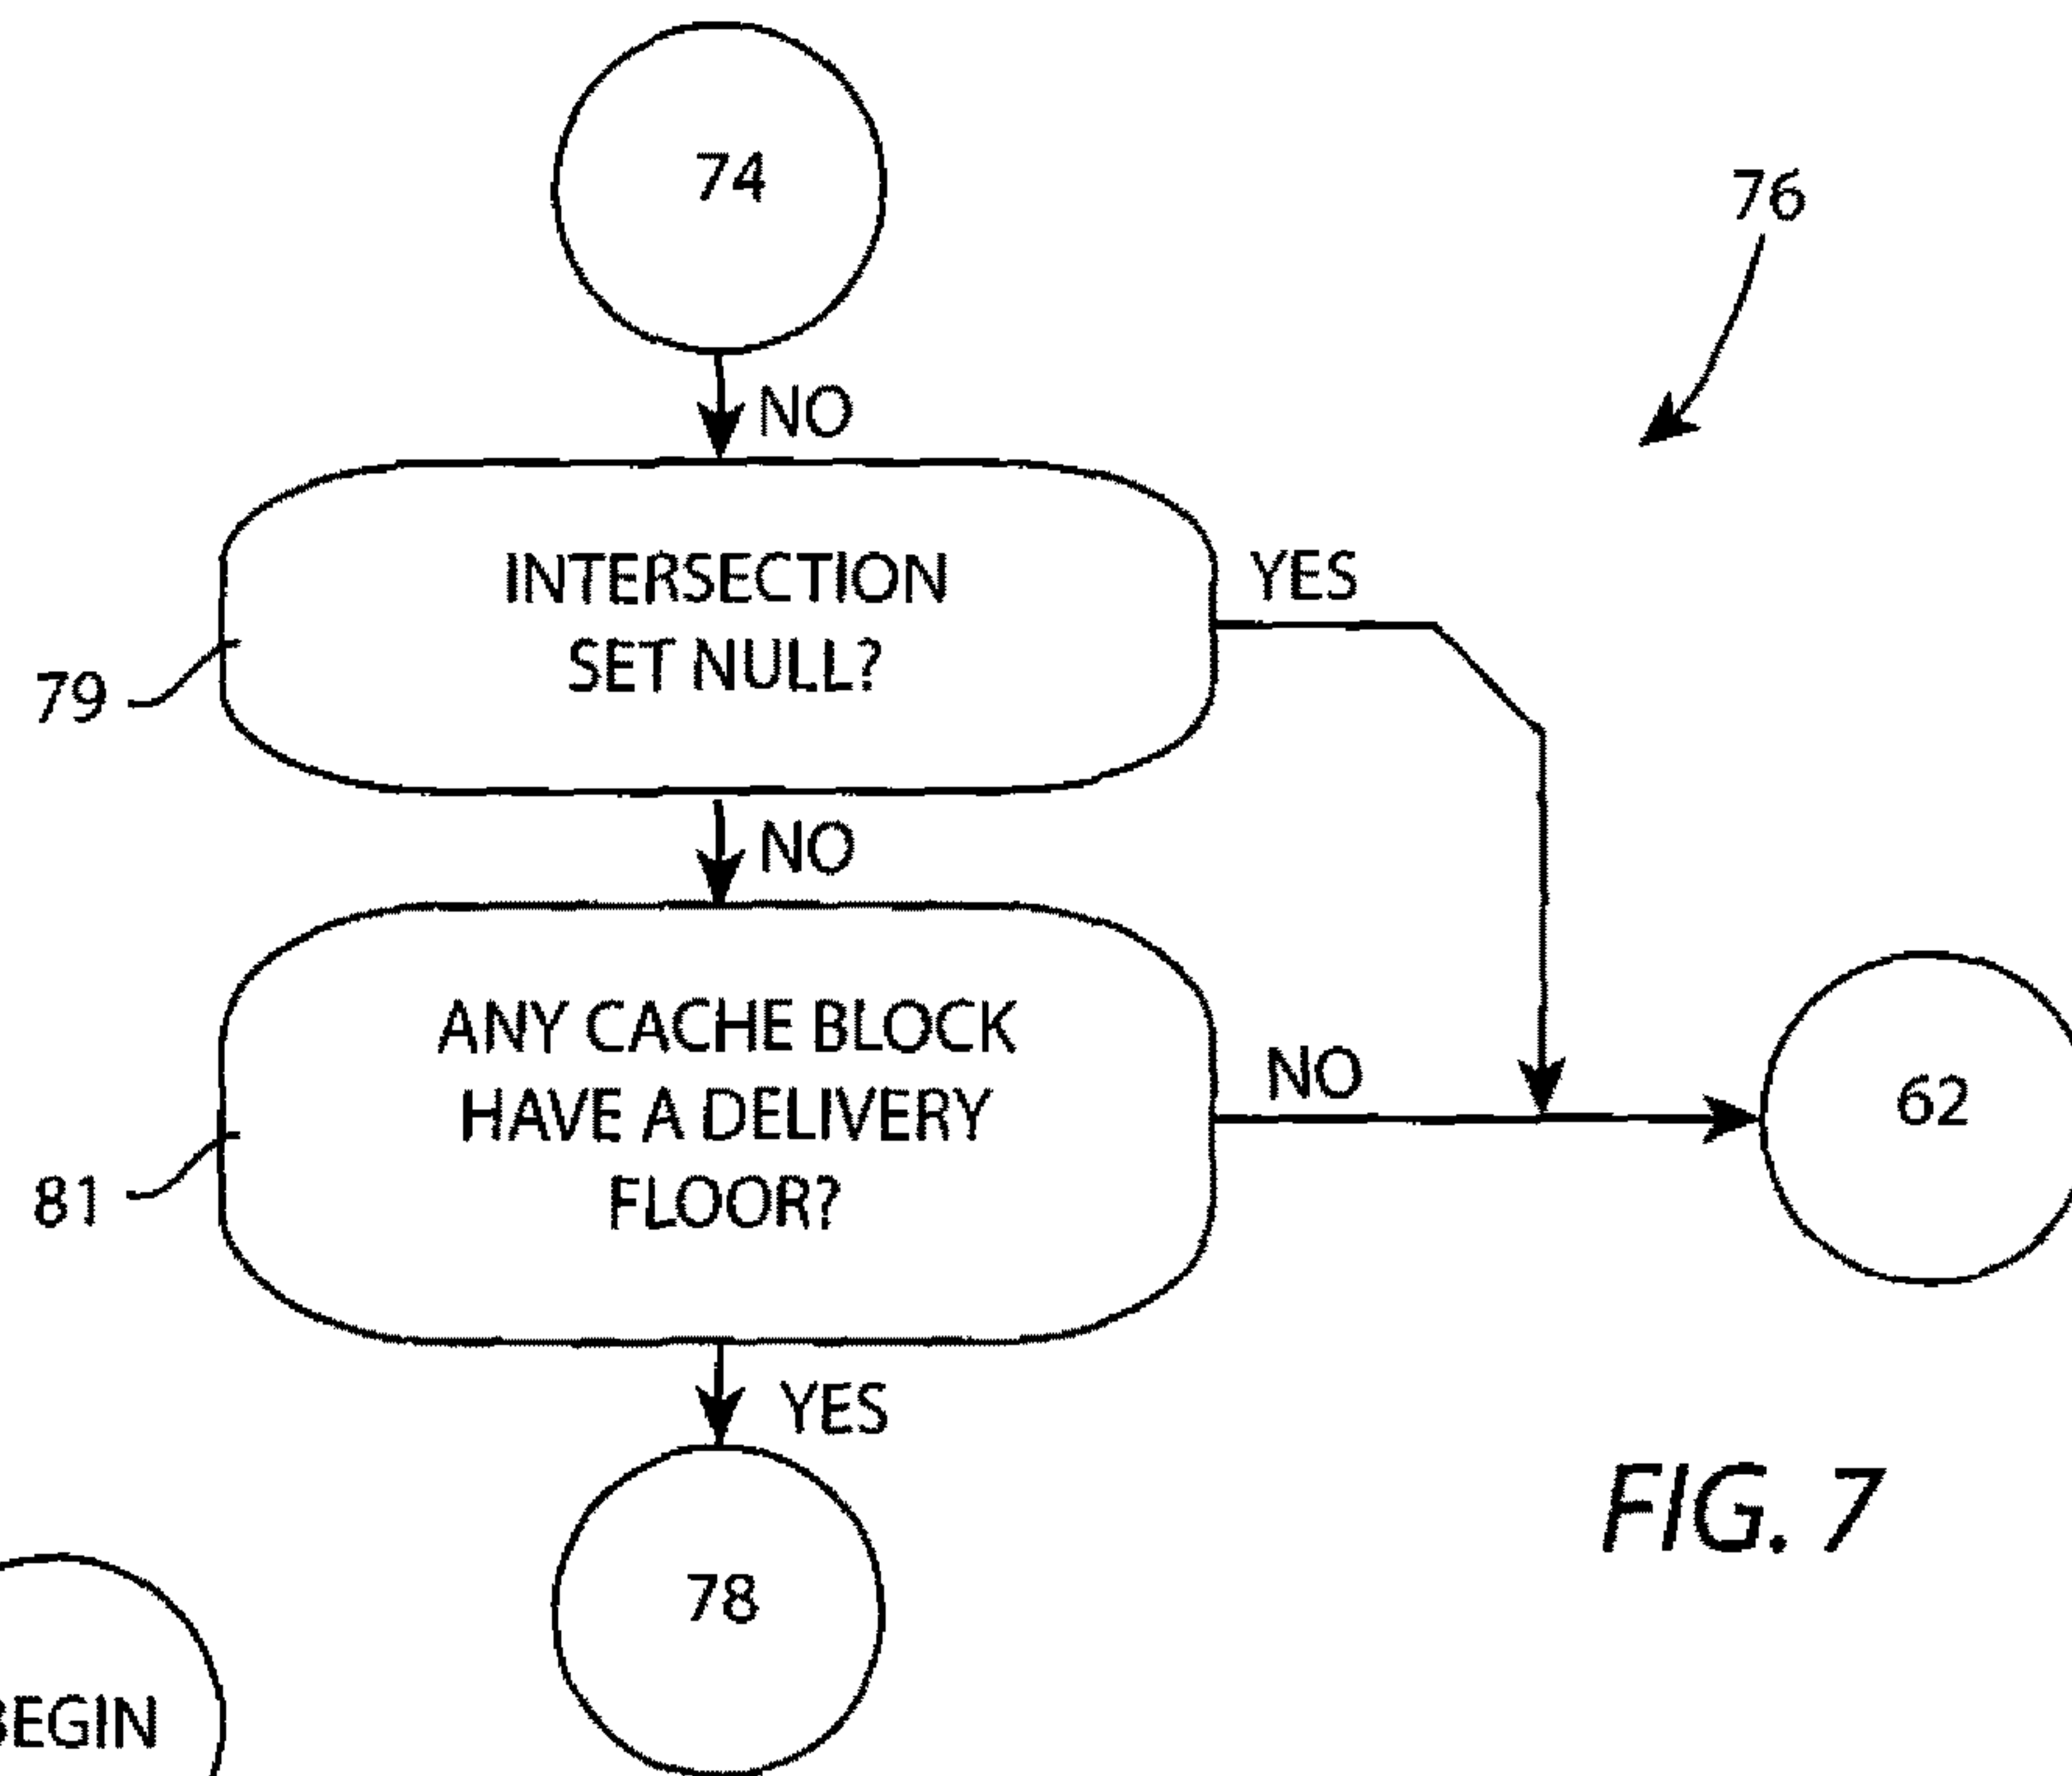 74
76
NO
INTERSECTION
SET NULL?
YES
79
NO
ANY CACHE BLOCK
HAVE A DELIVERY
FLOOR?
NO
62
81
YES
FIG. 7
78